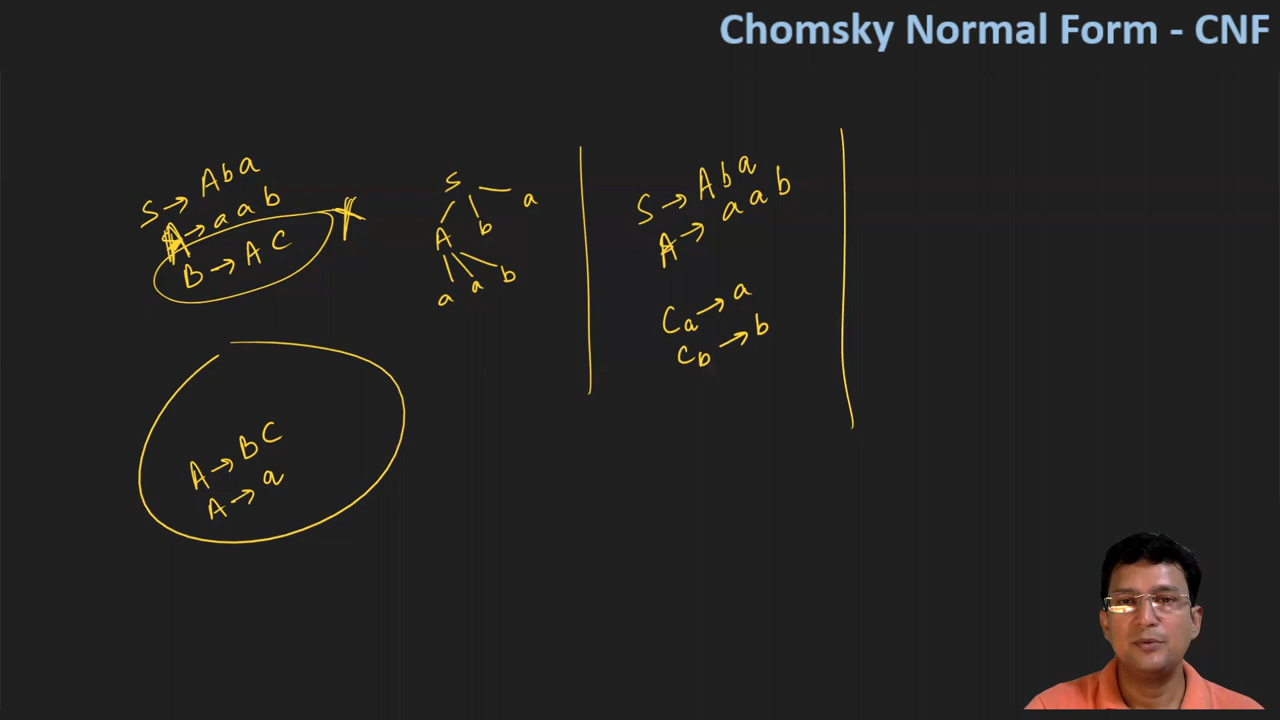 Chomsky Normal Form - CNF
S → Aba
A → aab
B → AC
S
A b a
a a b
A → BC
A → a
S → Aba
A → aab
Ca → a
Cb → b